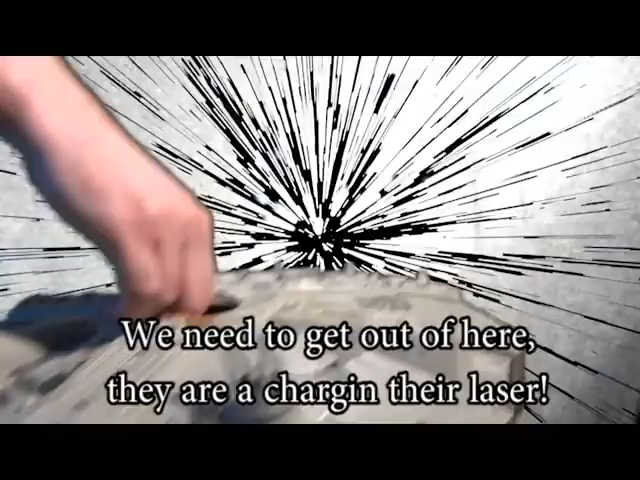 We need to get out of here,
they are a chargin their laser!